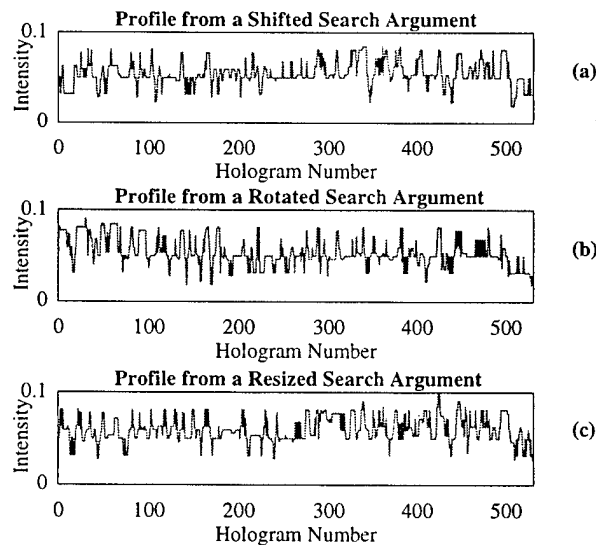 Profile from a Shifted Search Argument
0.1
Intensity
0
0 100 200 300 400 500
Hologram Number
(a)
Profile from a Rotated Search Argument
0.1
Intensity
0
0 100 200 300 400 500
Hologram Number
(b)
Profile from a Resized Search Argument
0.1
Intensity
0
0 100 200 300 400 500
Hologram Number
(c)